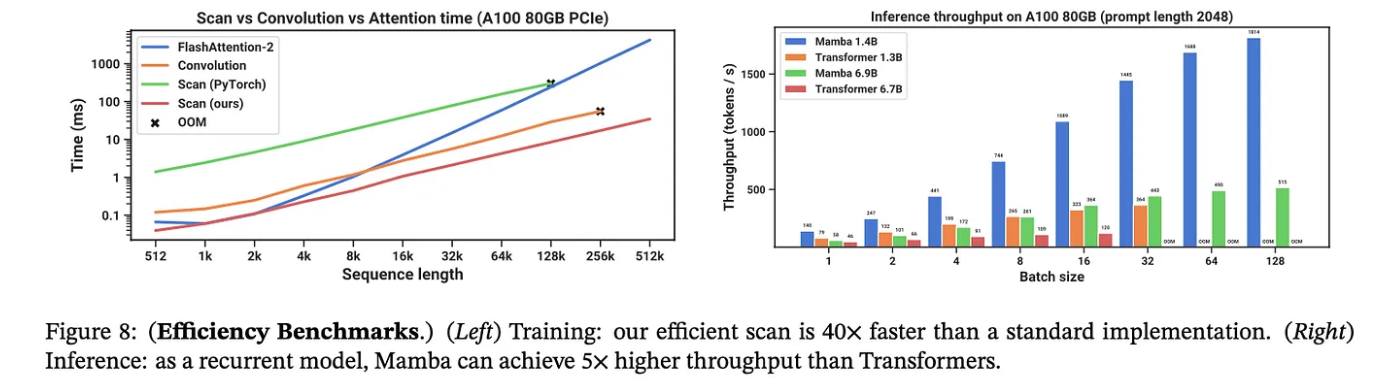 Scan vs Convolution vs Attention time (A100 80GB PCIe)
FlashAttention-2
Convolution
Scan (PyTorch)
Scan (ours)
OOM
Time (ms)
1000
100
10
1
0.1
512 1k 2k 4k 8k 16k 32k 64k 128k 256k 512k
Sequence length
Inference throughput on A100 80GB (prompt length 2048)
Mamba 1.4B
Transformer 1.3B
Mamba 6.9B
Transformer 6.7B
Throughput (tokens / s)
1500
1000
500
140 79 58 46
247 132 101 66
441 199 172 91
744 265 261 109
1089 323 364 120
1445 364 443 OOM
1688 OOM 490 OOM
1814 OOM 515 OOM
1 2 4 8 16 32 64 128
Batch size
Figure 8: (Efficiency Benchmarks.) (Left) Training: our efficient scan is 40× faster than a standard implementation. (Right)
Inference: as a recurrent model, Mamba can achieve 5× higher throughput than Transformers.